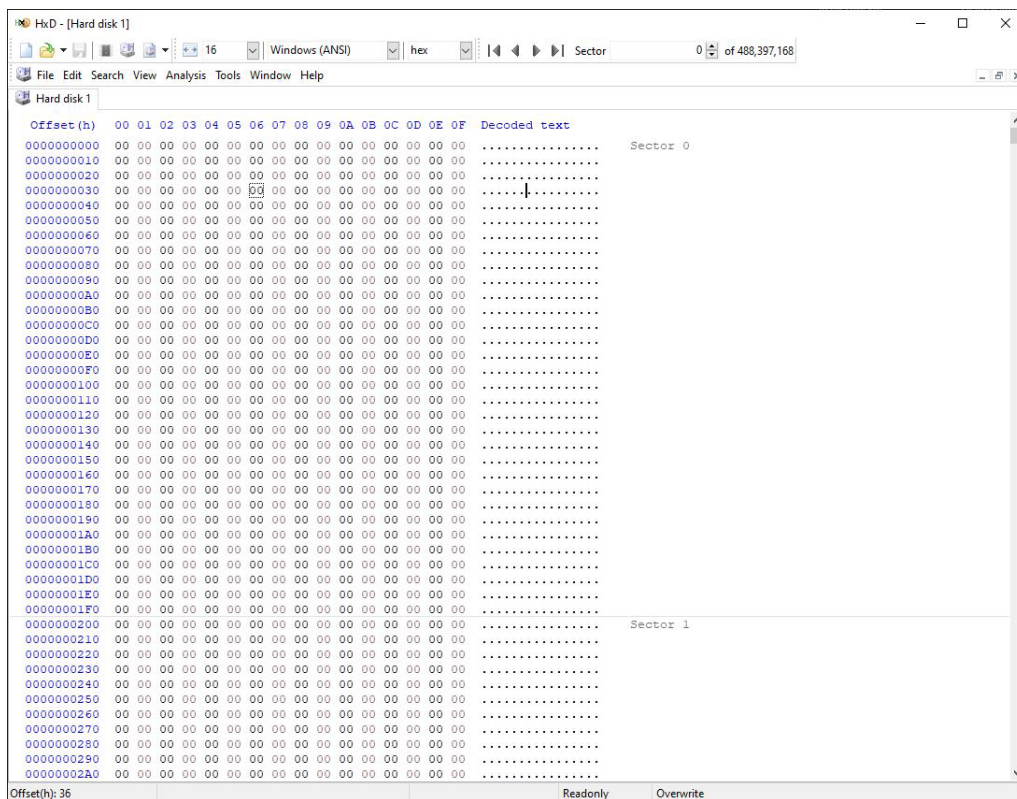 HxD - [Hard disk 1]
16 Windows (ANSI) hex Sector 0 of 488,397,168
File Edit Search View Analysis Tools Window Help
Hard disk 1
Offset(h) 00 01 02 03 04 05 06 07 08 09 0A 0B 0C 0D 0E 0F Decoded text
0000000000 00 00 00 00 00 00 00 00 00 00 00 00 00 00 00 00 ................ Sector 0
0000000010 00 00 00 00 00 00 00 00 00 00 00 00 00 00 00 00 ................
0000000020 00 00 00 00 00 00 00 00 00 00 00 00 00 00 00 00 ................
0000000030 00 00 00 00 00 00 00 00 00 00 00 00 00 00 00 00 ................
0000000040 00 00 00 00 00 00 00 00 00 00 00 00 00 00 00 00 ................
0000000050 00 00 00 00 00 00 00 00 00 00 00 00 00 00 00 00 ................
0000000060 00 00 00 00 00 00 00 00 00 00 00 00 00 00 00 00 ................
0000000070 00 00 00 00 00 00 00 00 00 00 00 00 00 00 00 00 ................
0000000080 00 00 00 00 00 00 00 00 00 00 00 00 00 00 00 00 ................
0000000090 00 00 00 00 00 00 00 00 00 00 00 00 00 00 00 00 ................
00000000A0 00 00 00 00 00 00 00 00 00 00 00 00 00 00 00 00 ................
00000000B0 00 00 00 00 00 00 00 00 00 00 00 00 00 00 00 00 ................
00000000C0 00 00 00 00 00 00 00 00 00 00 00 00 00 00 00 00 ................
00000000D0 00 00 00 00 00 00 00 00 00 00 00 00 00 00 00 00 ................
00000000E0 00 00 00 00 00 00 00 00 00 00 00 00 00 00 00 00 ................
00000000F0 00 00 00 00 00 00 00 00 00 00 00 00 00 00 00 00 ................
0000000100 00 00 00 00 00 00 00 00 00 00 00 00 00 00 00 00 ................
0000000110 00 00 00 00 00 00 00 00 00 00 00 00 00 00 00 00 ................
0000000120 00 00 00 00 00 00 00 00 00 00 00 00 00 00 00 00 ................
0000000130 00 00 00 00 00 00 00 00 00 00 00 00 00 00 00 00 ................
0000000140 00 00 00 00 00 00 00 00 00 00 00 00 00 00 00 00 ................
0000000150 00 00 00 00 00 00 00 00 00 00 00 00 00 00 00 00 ................
0000000160 00 00 00 00 00 00 00 00 00 00 00 00 00 00 00 00 ................
0000000170 00 00 00 00 00 00 00 00 00 00 00 00 00 00 00 00 ................
0000000180 00 00 00 00 00 00 00 00 00 00 00 00 00 00 00 00 ................
0000000190 00 00 00 00 00 00 00 00 00 00 00 00 00 00 00 00 ................
00000001A0 00 00 00 00 00 00 00 00 00 00 00 00 00 00 00 00 ................
00000001B0 00 00 00 00 00 00 00 00 00 00 00 00 00 00 00 00 ................
00000001C0 00 00 00 00 00 00 00 00 00 00 00 00 00 00 00 00 ................
00000001D0 00 00 00 00 00 00 00 00 00 00 00 00 00 00 00 00 ................
00000001E0 00 00 00 00 00 00 00 00 00 00 00 00 00 00 00 00 ................
00000001F0 00 00 00 00 00 00 00 00 00 00 00 00 00 00 00 00 ................
0000000200 00 00 00 00 00 00 00 00 00 00 00 00 00 00 00 00 ................ Sector 1
0000000210 00 00 00 00 00 00 00 00 00 00 00 00 00 00 00 00 ................
0000000220 00 00 00 00 00 00 00 00 00 00 00 00 00 00 00 00 ................
0000000230 00 00 00 00 00 00 00 00 00 00 00 00 00 00 00 00 ................
0000000240 00 00 00 00 00 00 00 00 00 00 00 00 00 00 00 00 ................
0000000250 00 00 00 00 00 00 00 00 00 00 00 00 00 00 00 00 ................
0000000260 00 00 00 00 00 00 00 00 00 00 00 00 00 00 00 00 ................
0000000270 00 00 00 00 00 00 00 00 00 00 00 00 00 00 00 00 ................
0000000280 00 00 00 00 00 00 00 00 00 00 00 00 00 00 00 00 ................
0000000290 00 00 00 00 00 00 00 00 00 00 00 00 00 00 00 00 ................
00000002A0 00 00 00 00 00 00 00 00 00 00 00 00 00 00 00 00 ................
Offset(h): 36 Readonly Overwrite